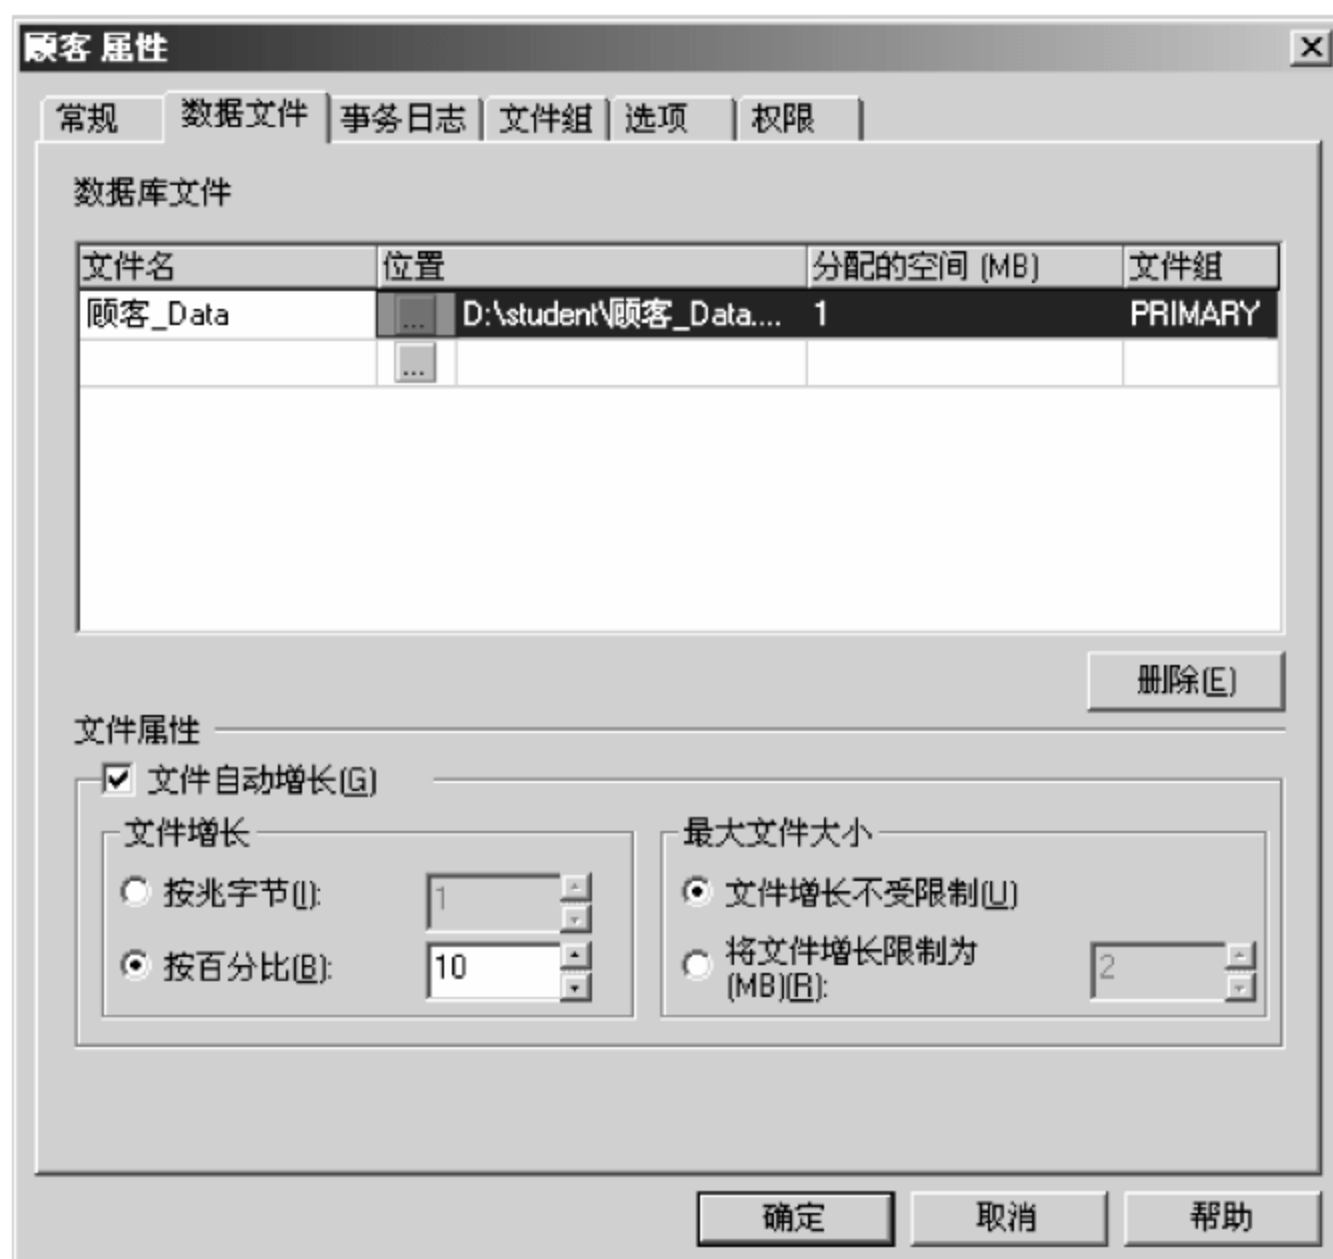 顾客 属性
常规 数据文件 事务日志 文件组 选项 权限
数据库文件
文件名 位置 分配的空间 (MB) 文件组
顾客_Data ... D:\student\顾客_Data.... 1 PRIMARY
...
删除(E)
文件属性
文件自动增长(G)
文件增长 最大文件大小
按兆字节(I): 1 文件增长不受限制(U)
按百分比(B): 10 将文件增长限制为 2
(MB)(R):
确定 取消 帮助